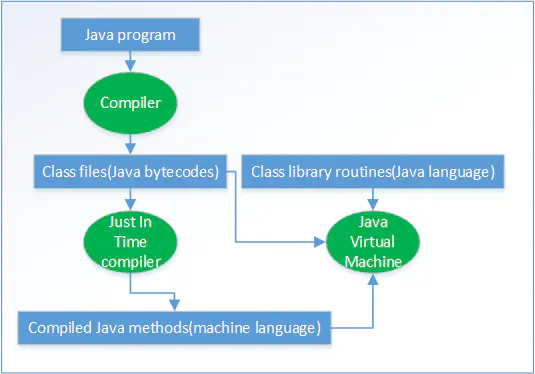 Java program
Compiler
Class files(Java bytecodes)
Class library routines(Java language)
Just In
Time
compiler
Java
Virtual
Machine
Compiled Java methods(machine language)